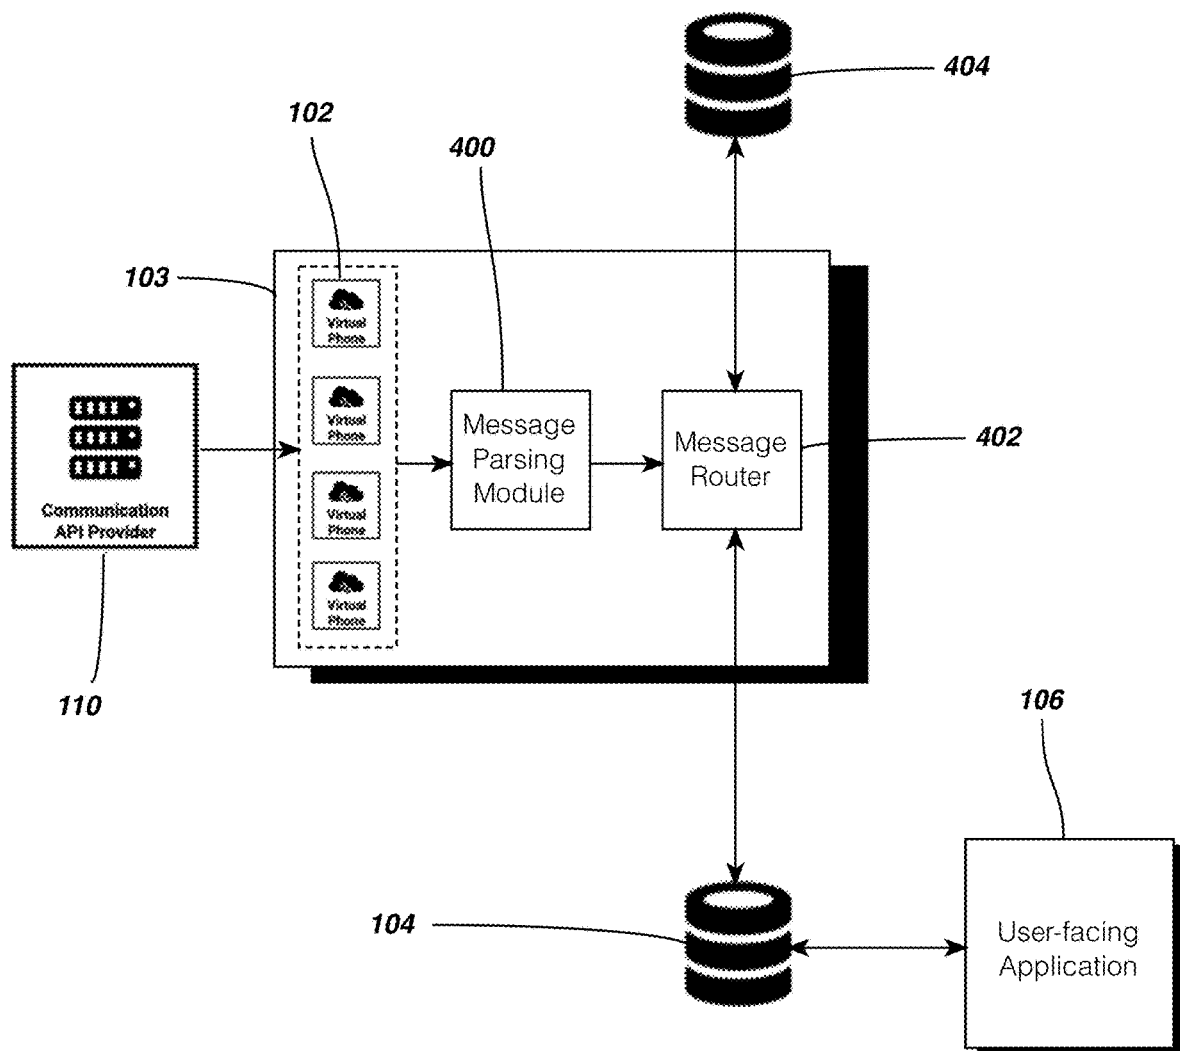 404
102
400
103
Virtual
Phone
Virtual
Phone
Virtual
Phone
Virtual
Phone
Message
Parsing
Module
Message
Router
402
Communication
API Provider
110
106
104
User-facing
Application